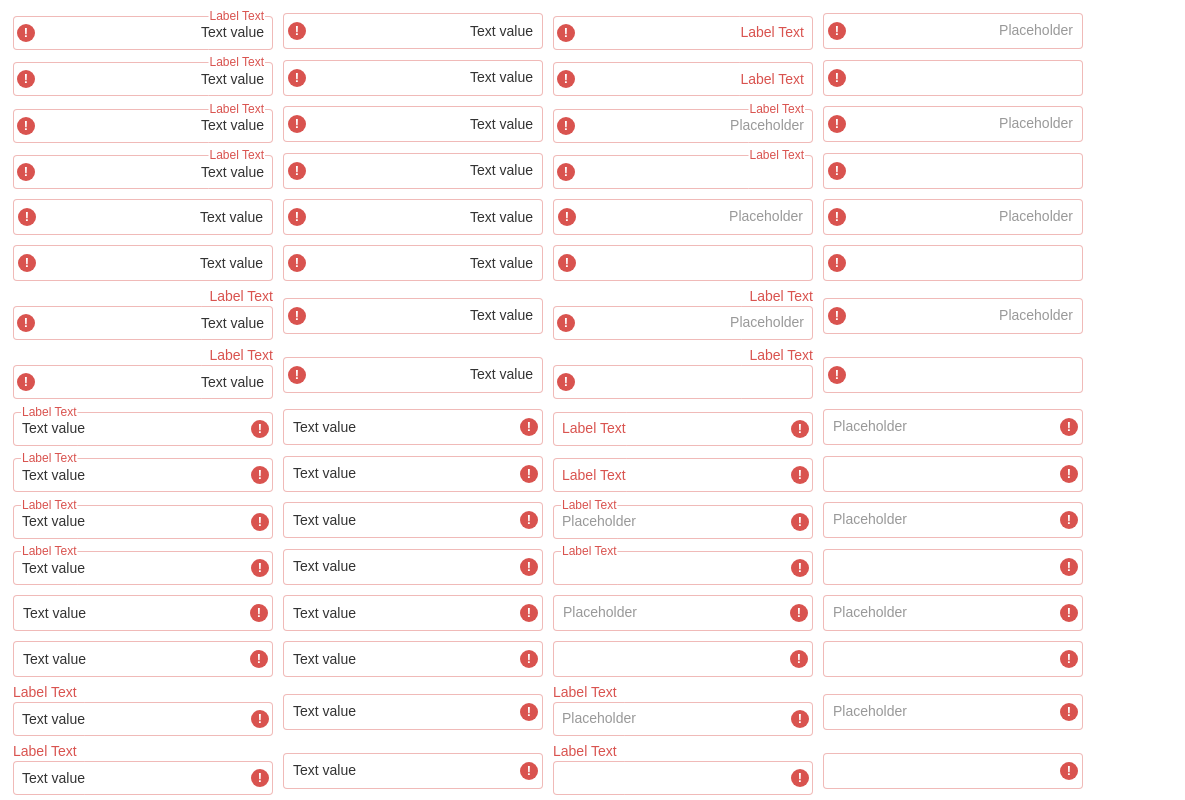 Label Text
! Text value ! Text value ! Label Text ! Placeholder
Label Text
! Text value ! Text value ! Label Text !
Label Text Label Text
! Text value ! Text value ! Placeholder ! Placeholder
Label Text Label Text
! Text value ! Text value ! !
! Text value ! Text value ! Placeholder ! Placeholder
! Text value ! Text value ! !
Label Text Label Text
! Text value ! Text value ! Placeholder ! Placeholder
Label Text Label Text
! Text value ! Text value ! !
Label Text
Text value ! Text value ! Label Text ! Placeholder !
Label Text
Text value ! Text value ! Label Text ! !
Label Text Label Text
Text value ! Text value ! Placeholder ! Placeholder !
Label Text Label Text
Text value ! Text value ! ! !
Text value ! Text value ! Placeholder ! Placeholder !
Text value ! Text value ! ! !
Label Text Label Text
Text value ! Text value ! Placeholder ! Placeholder !
Label Text Label Text
Text value ! Text value ! ! !